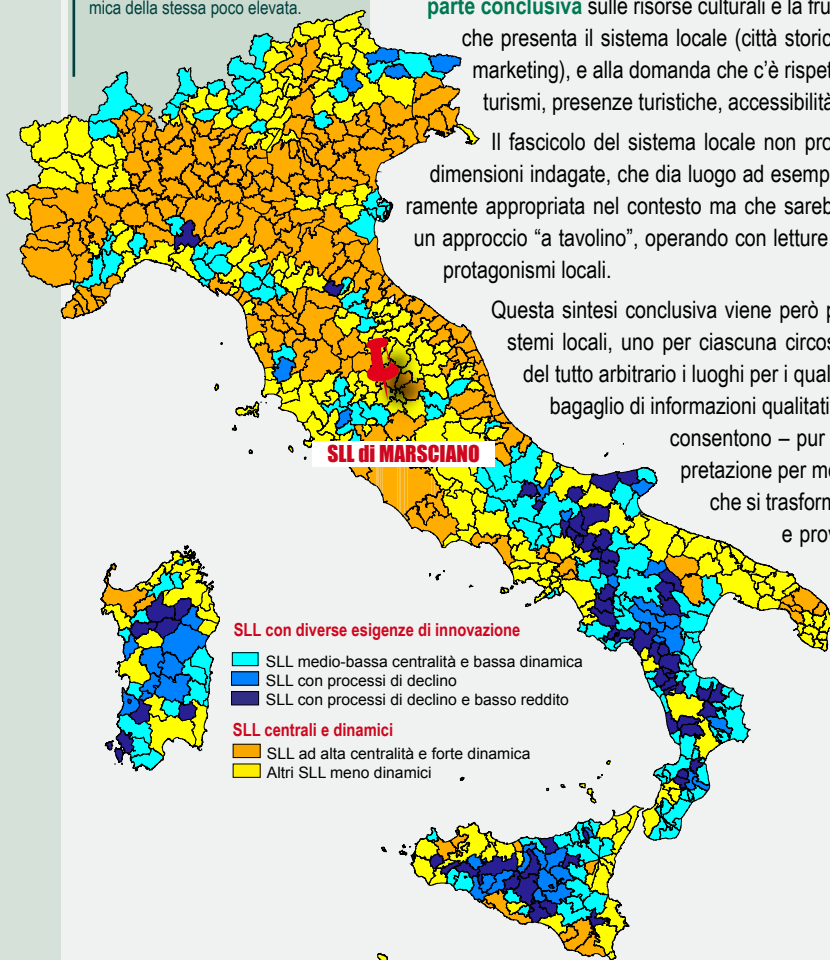 mica della stessa poco elevata.
parte conclusiva sulle risorse culturali e la fru
che presenta il sistema locale (città storic
marketing), e alla domanda che c'è rispet
turismi, presenze turistiche, accessibilità
Il fascicolo del sistema locale non pro
dimensioni indagate, che dia luogo ad esemp
ramente appropriata nel contesto ma che sareb
un approccio “a tavolino”, operando con letture
protagonismi locali.
Questa sintesi conclusiva viene però p
stemi locali, uno per ciascuna circos
del tutto arbitrario i luoghi per i qual
bagaglio di informazioni qualitati
consentono – pur
pretazione per me
che si trasform
e prov
SLL di MARSCIANO
SLL con diverse esigenze di innovazione
SLL medio-bassa centralità e bassa dinamica
SLL con processi di declino
SLL con processi di declino e basso reddito
SLL centrali e dinamici
SLL ad alta centralità e forte dinamica
Altri SLL meno dinamici